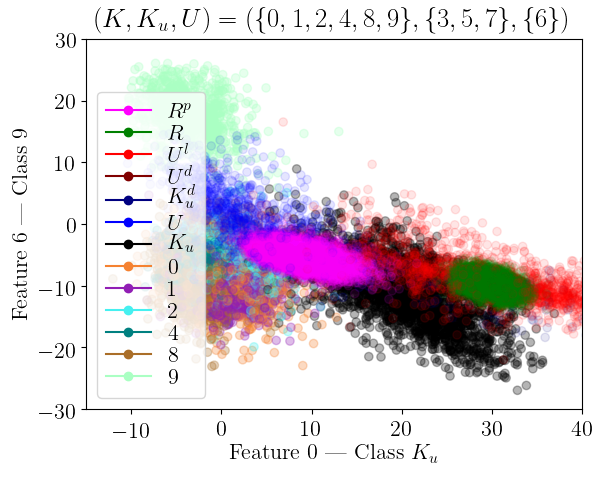 (K, K_u, U) = ({0, 1, 2, 4, 8, 9}, {3, 5, 7}, {6})
30
20
10
0
−10
−20
−30
Feature 6 — Class 9
R^p
R
U^l
U^d
K_u^d
U
K_u
0
1
2
4
8
9
−10 0 10 20 30 40
Feature 0 — Class K_u